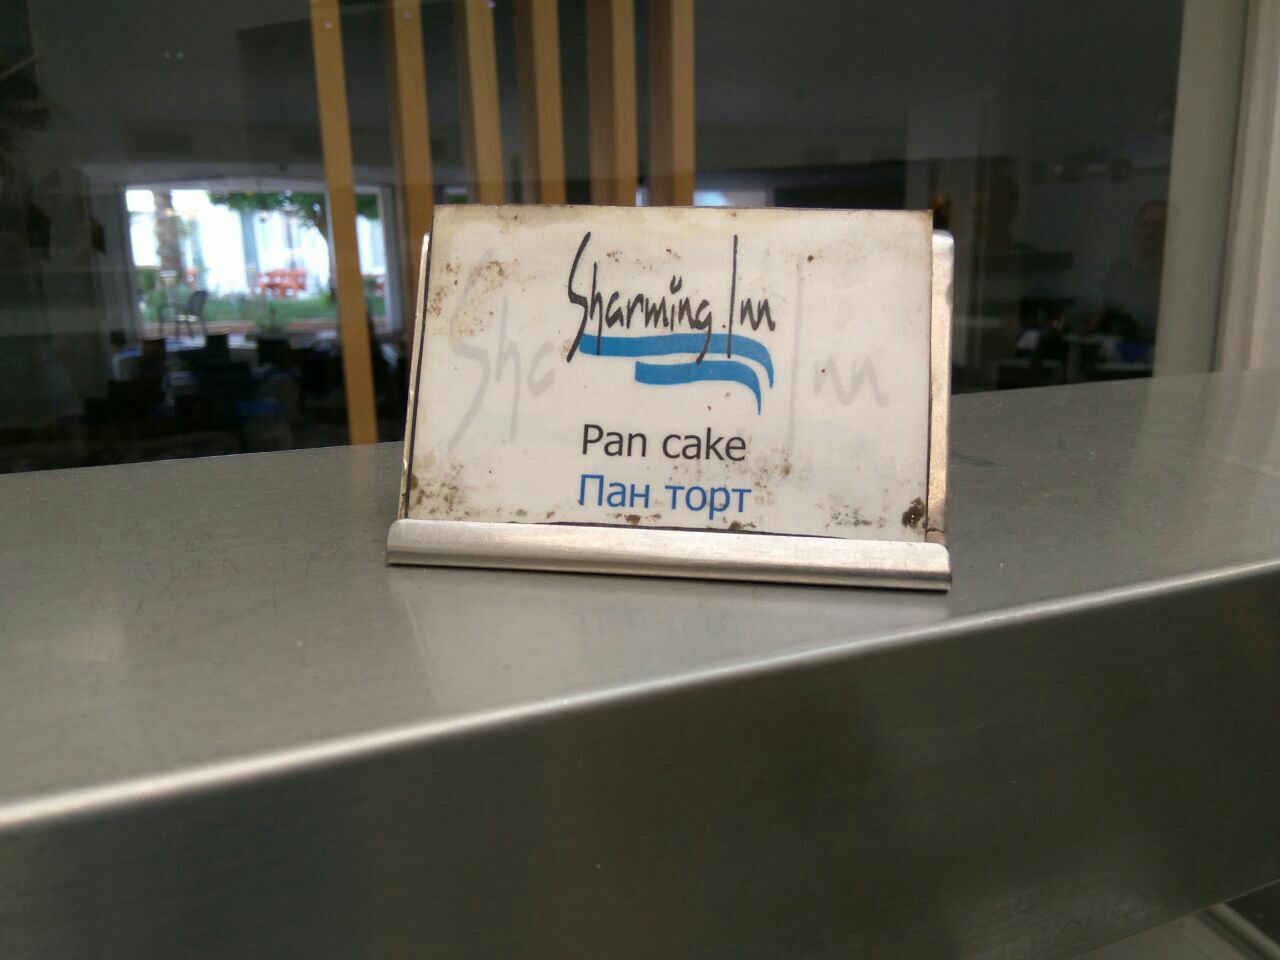 Sharming Inn
Pan cake
Пан торт